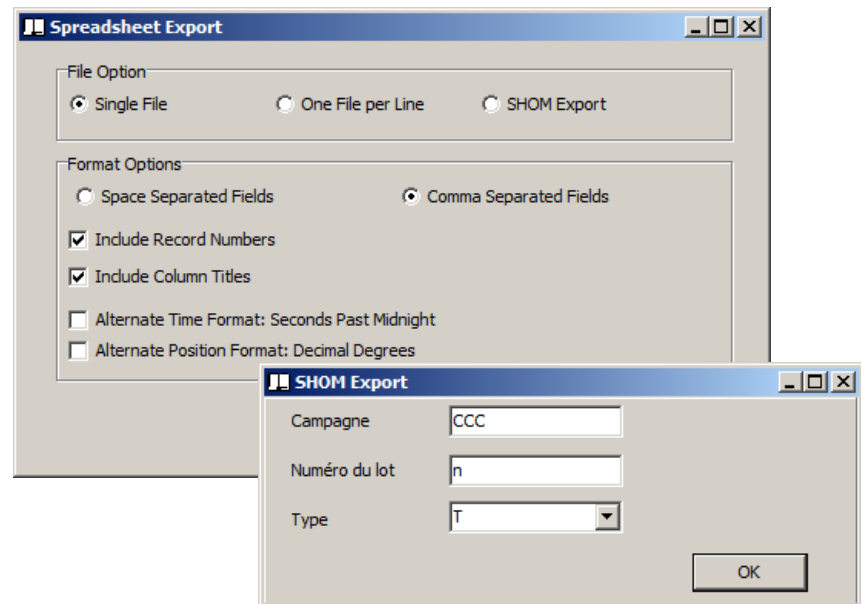 Spreadsheet Export
File Option
Single File One File per Line SHOM Export
Format Options
Space Separated Fields Comma Separated Fields
Include Record Numbers
Include Column Titles
Alternate Time Format: Seconds Past Midnight
Alternate Position Format: Decimal Degrees
SHOM Export
Campagne CCC
Numéro du lot n
Type T
OK